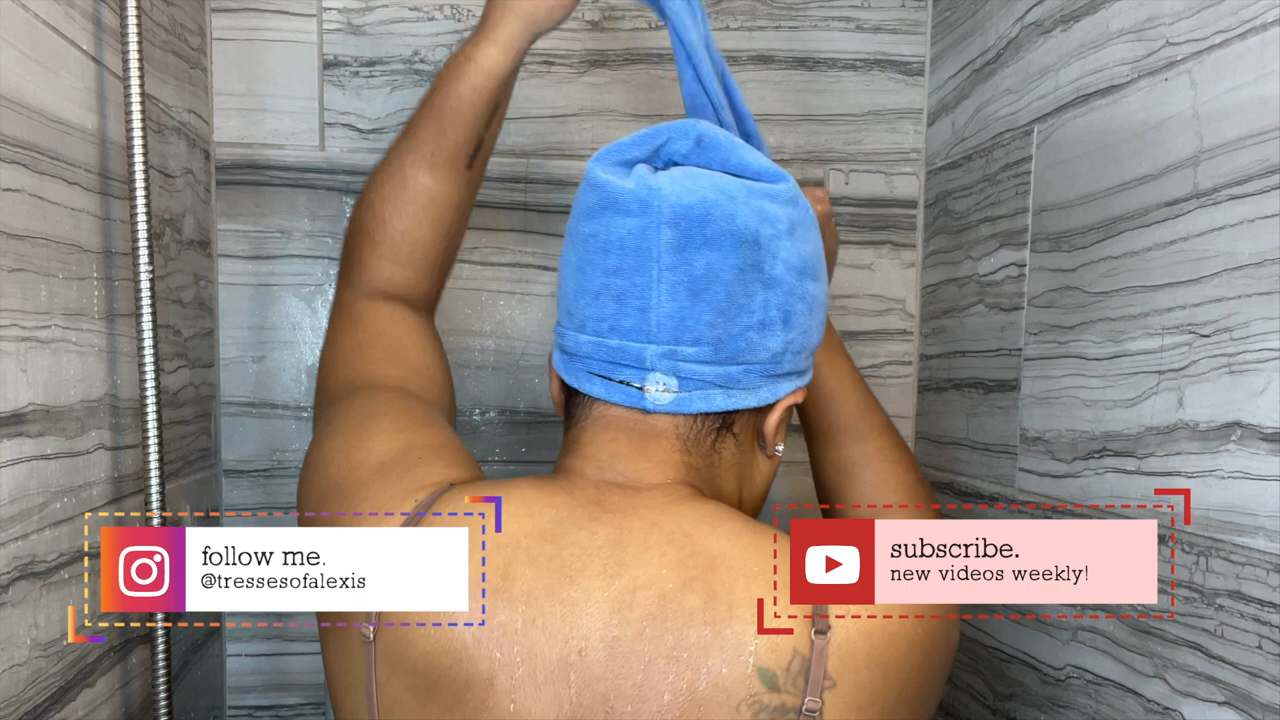 follow me.
@tressesofalexis
subscribe.
new videos weekly!